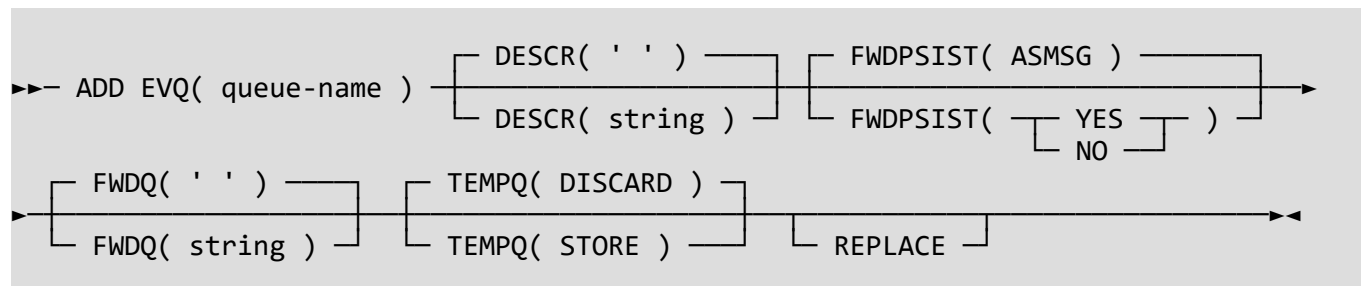 DESCR( ' ' ) FWDPSIST( ASMSG )
ADD EVQ( queue-name )
DESCR( string ) FWDPSIST( YES )
NO
FWDQ( ' ' ) TEMPQ( DISCARD )
FWDQ( string ) TEMPQ( STORE ) REPLACE